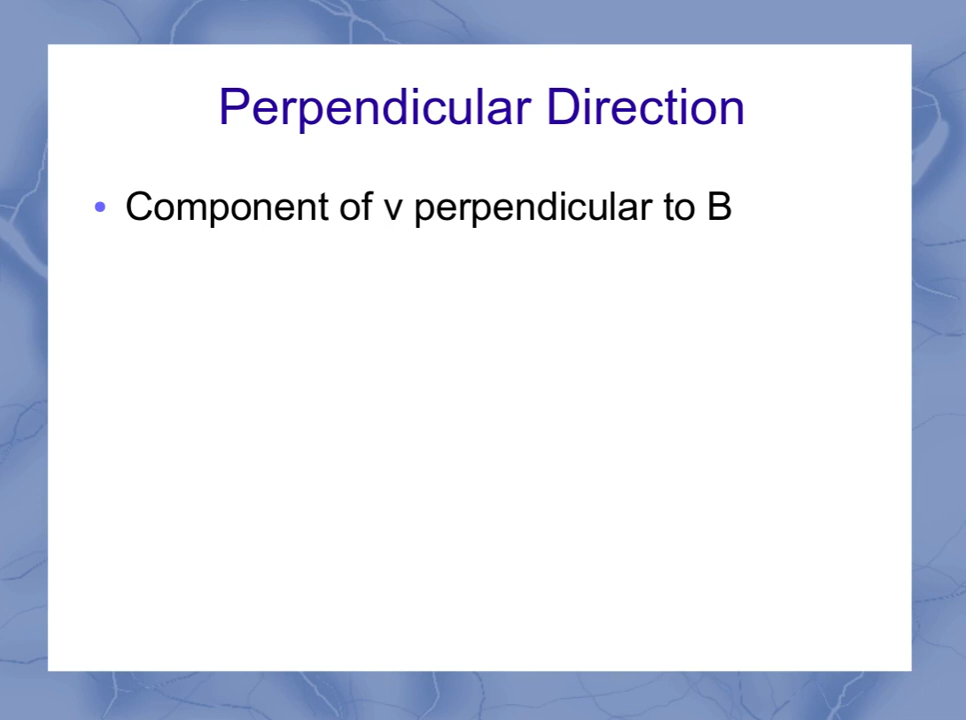 Perpendicular Direction
• Component of v perpendicular to B